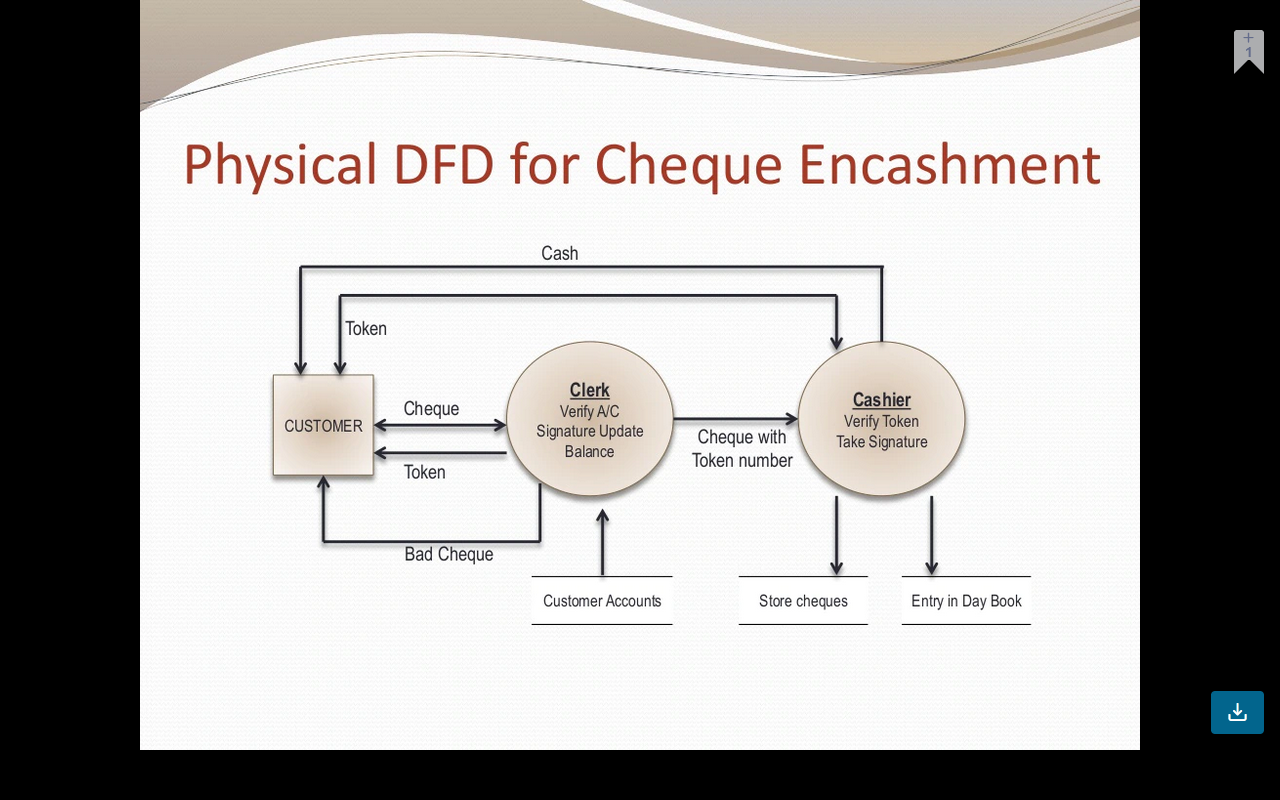 +
1
Physical DFD for Cheque Encashment
Cash
Token
CUSTOMER
Cheque
Token
Bad Cheque
Clerk
Verify A/C
Signature Update
Balance
Cheque with
Token number
Cashier
Verify Token
Take Signature
Customer Accounts
Store cheques
Entry in Day Book